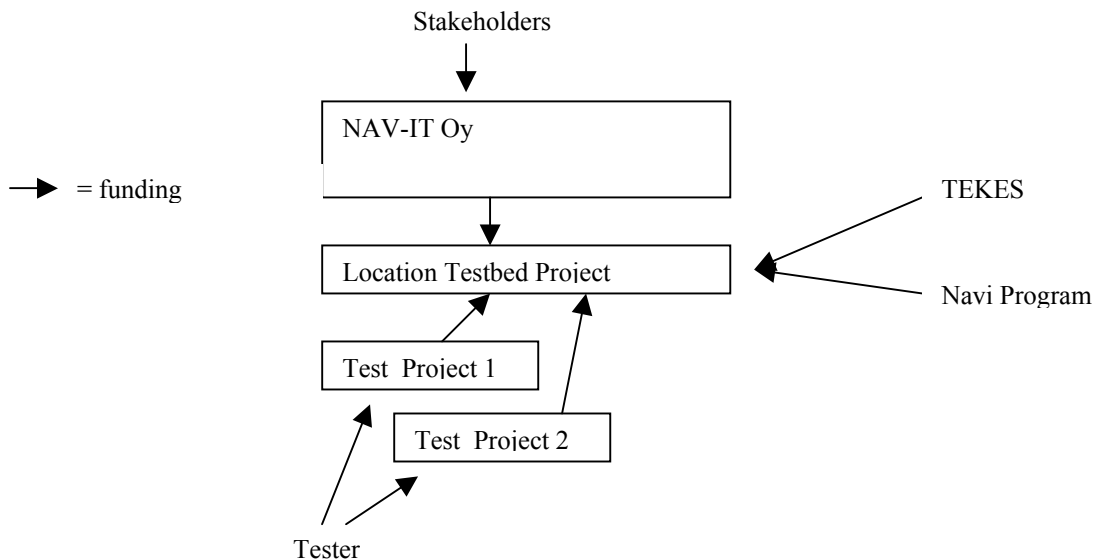 Stakeholders
NAV-IT Oy
= funding
TEKES
Location Testbed Project
Navi Program
Test Project 1
Test Project 2
Tester